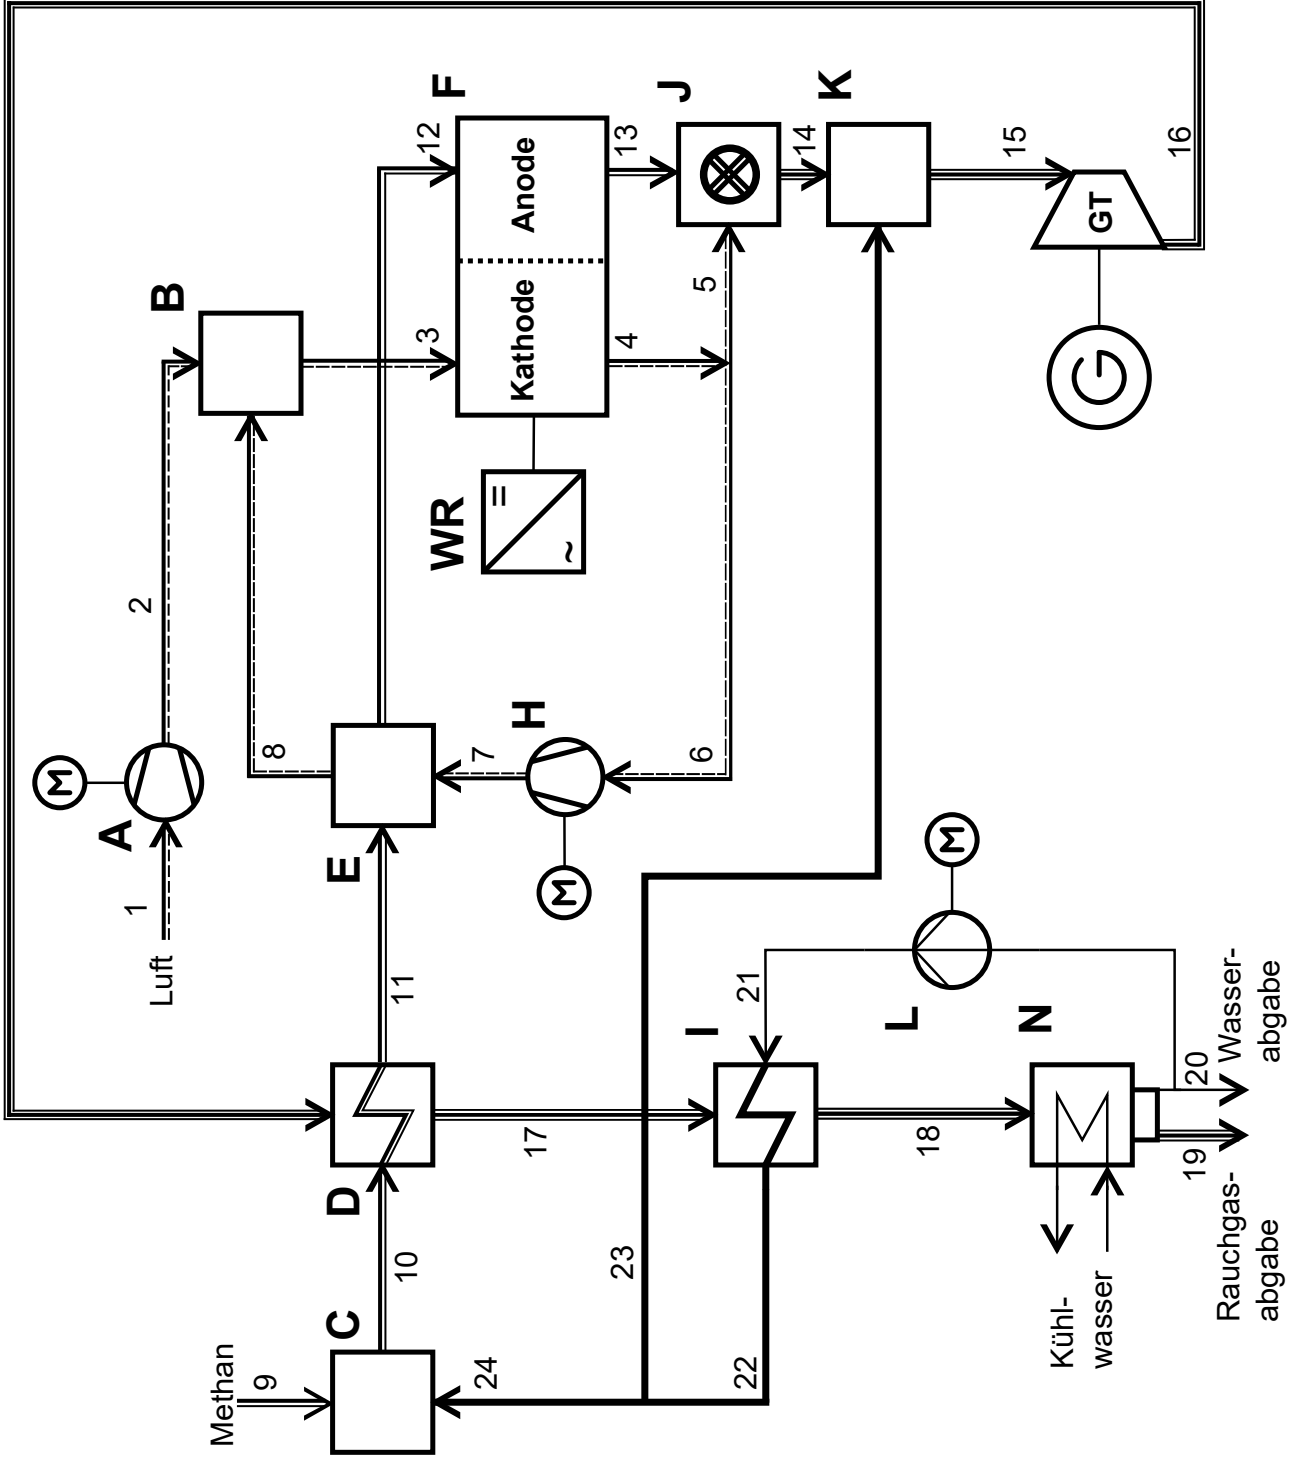 Luft
1
A
M
2
B
3
8
E
7
H
M
6
5
4
WR
=
~
F
Kathode
Anode
12
13
J
14
K
15
GT
G
16
Methan
9
C
10
D
11
24
22
23
17
I
21
L
M
18
N
Kühl-
wasser
19
Rauchgas-
abgabe
20
Wasser-
abgabe